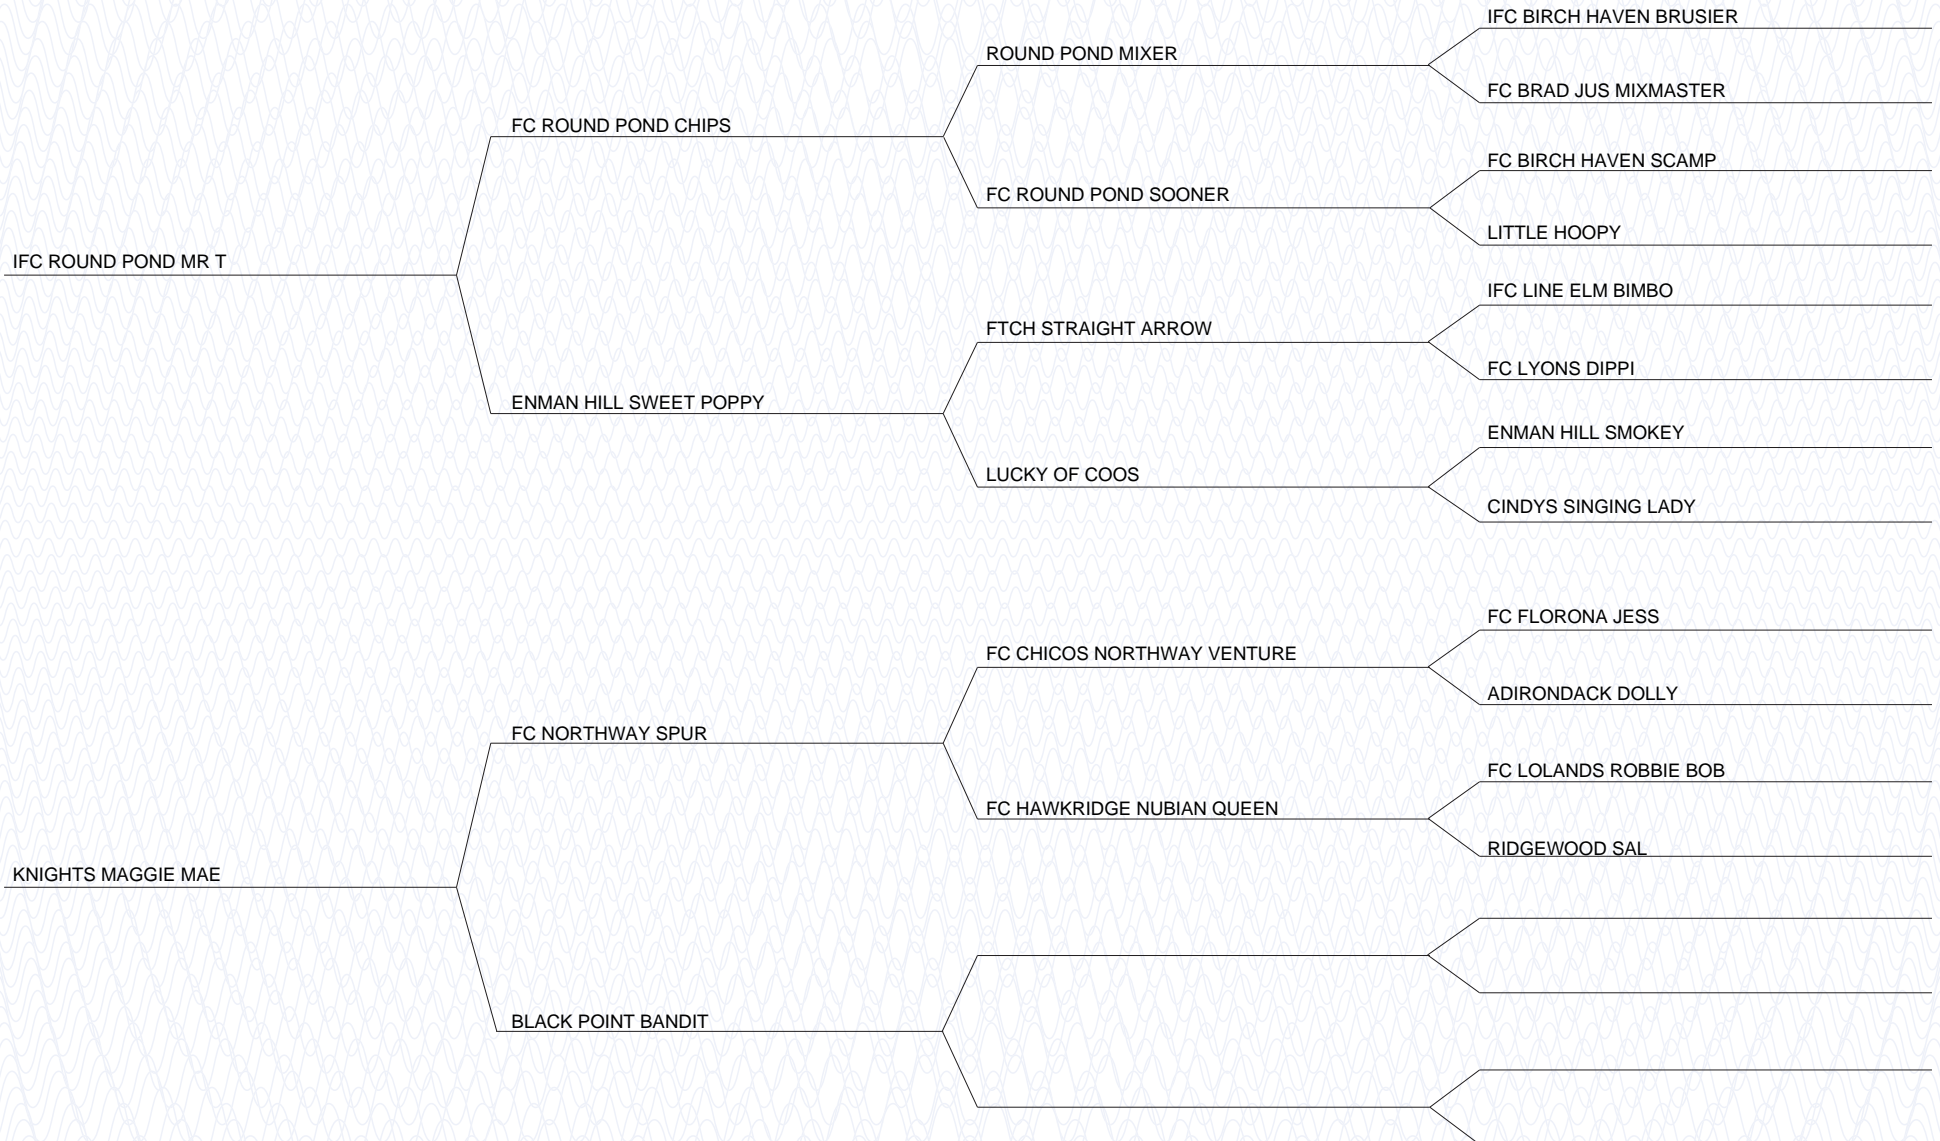 IFC BIRCH HAVEN BRUSIER
ROUND POND MIXER
FC BRAD JUS MIXMASTER
FC ROUND POND CHIPS
FC BIRCH HAVEN SCAMP
FC ROUND POND SOONER
LITTLE HOOPY
IFC ROUND POND MR T
IFC LINE ELM BIMBO
FTCH STRAIGHT ARROW
FC LYONS DIPPI
ENMAN HILL SWEET POPPY
ENMAN HILL SMOKEY
LUCKY OF COOS
CINDYS SINGING LADY
FC FLORONA JESS
FC CHICOS NORTHWAY VENTURE
ADIRONDACK DOLLY
FC NORTHWAY SPUR
FC LOLANDS ROBBIE BOB
FC HAWKRIDGE NUBIAN QUEEN
RIDGEWOOD SAL
KNIGHTS MAGGIE MAE
BLACK POINT BANDIT